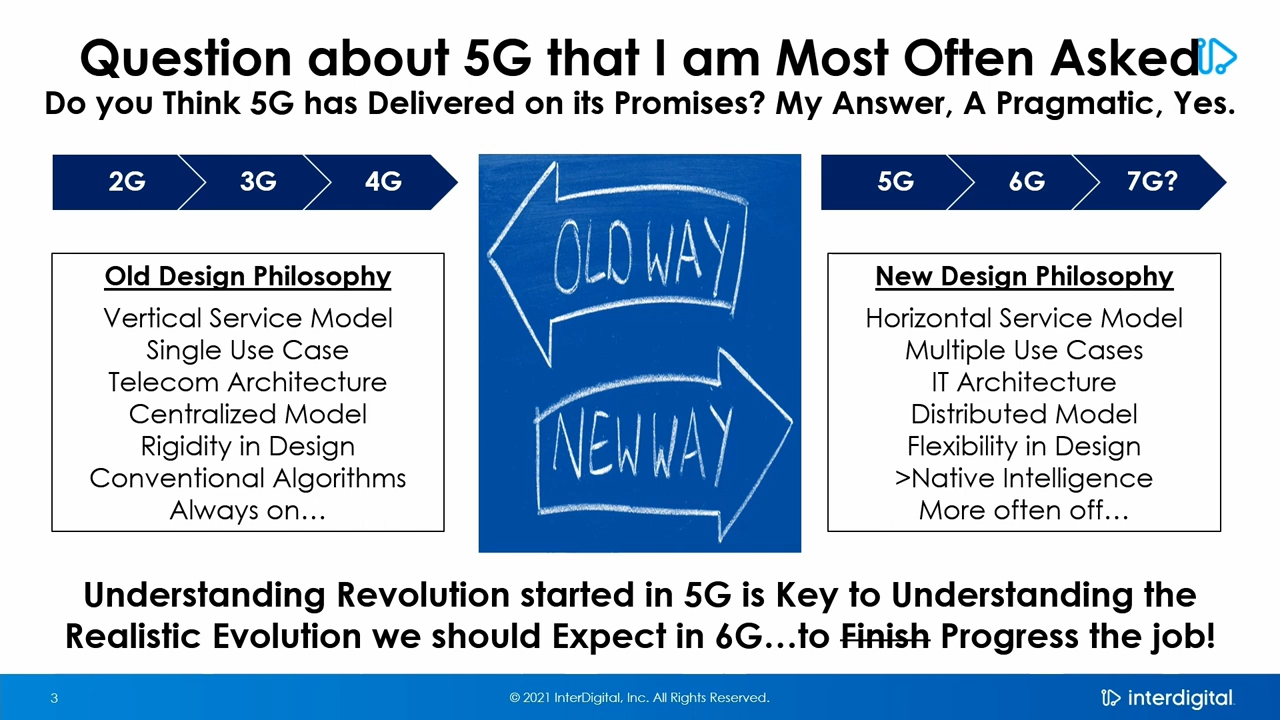 Question about 5G that I am Most Often Asked
Do you Think 5G has Delivered on its Promises? My Answer, A Pragmatic, Yes.
2G 3G 4G
5G 6G 7G?
Old Design Philosophy
Vertical Service Model
Single Use Case
Telecom Architecture
Centralized Model
Rigidity in Design
Conventional Algorithms
Always on...
OLD WAY
NEW WAY
New Design Philosophy
Horizontal Service Model
Multiple Use Cases
IT Architecture
Distributed Model
Flexibility in Design
>Native Intelligence
More often off...
Understanding Revolution started in 5G is Key to Understanding the
Realistic Evolution we should Expect in 6G...to Finish Progress the job!
3
© 2021 InterDigital, Inc. All Rights Reserved.
interdigital